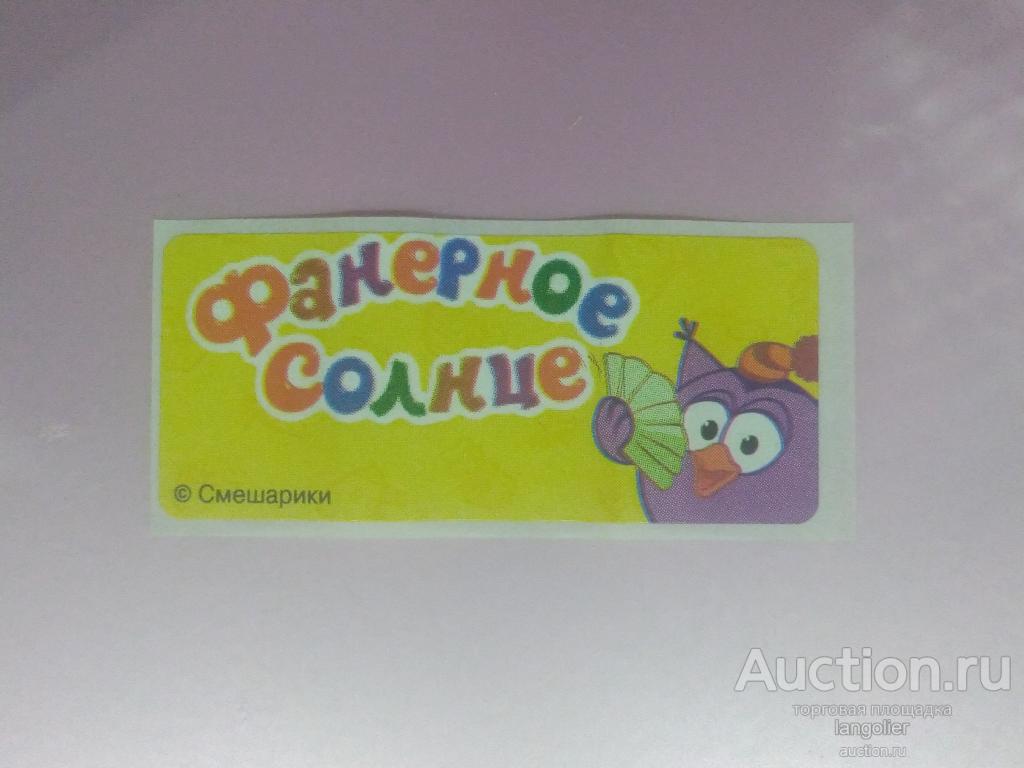 Фанерное
Солнце
© Смешарики
Auction.ru
торговая площадка
langolier
auction.ru